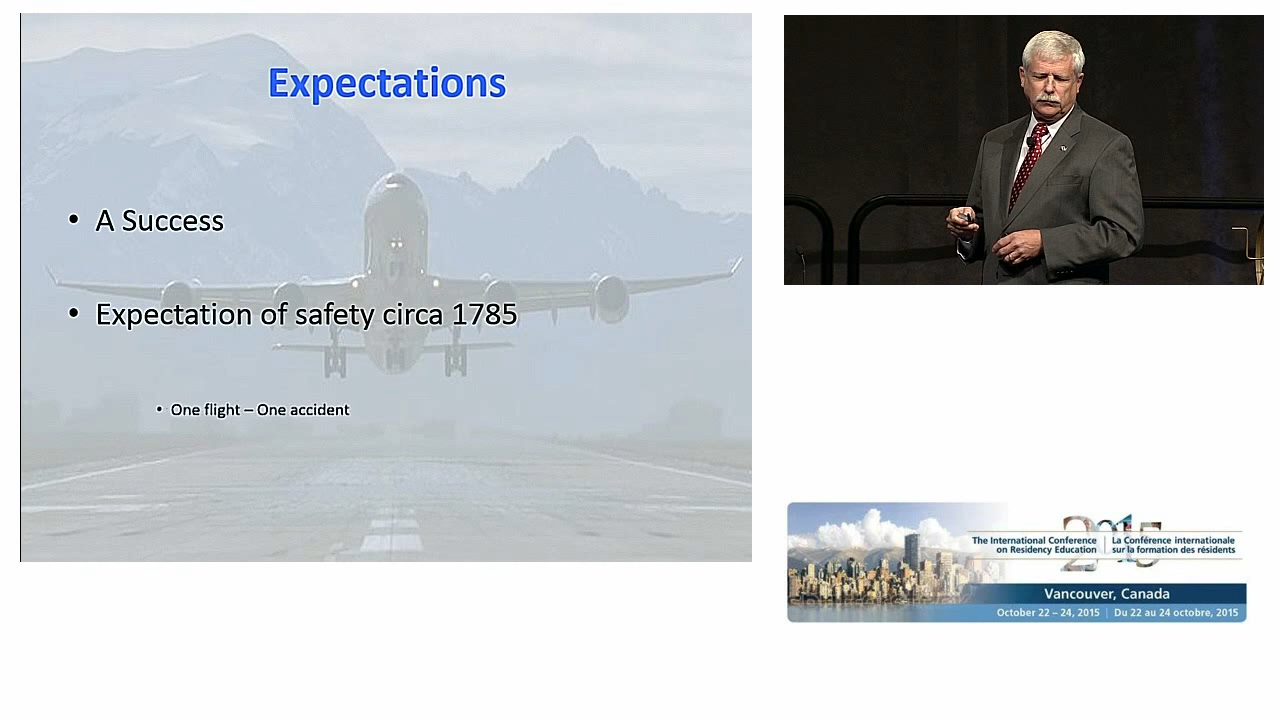 Expectations
• A Success
• Expectation of safety circa 1785
• One flight – One accident
2015
The International Conference
on Residency Education
La Conférence internationale
sur la formation des résidents
Vancouver, Canada
October 22 – 24, 2015 | Du 22 au 24 octobre, 2015